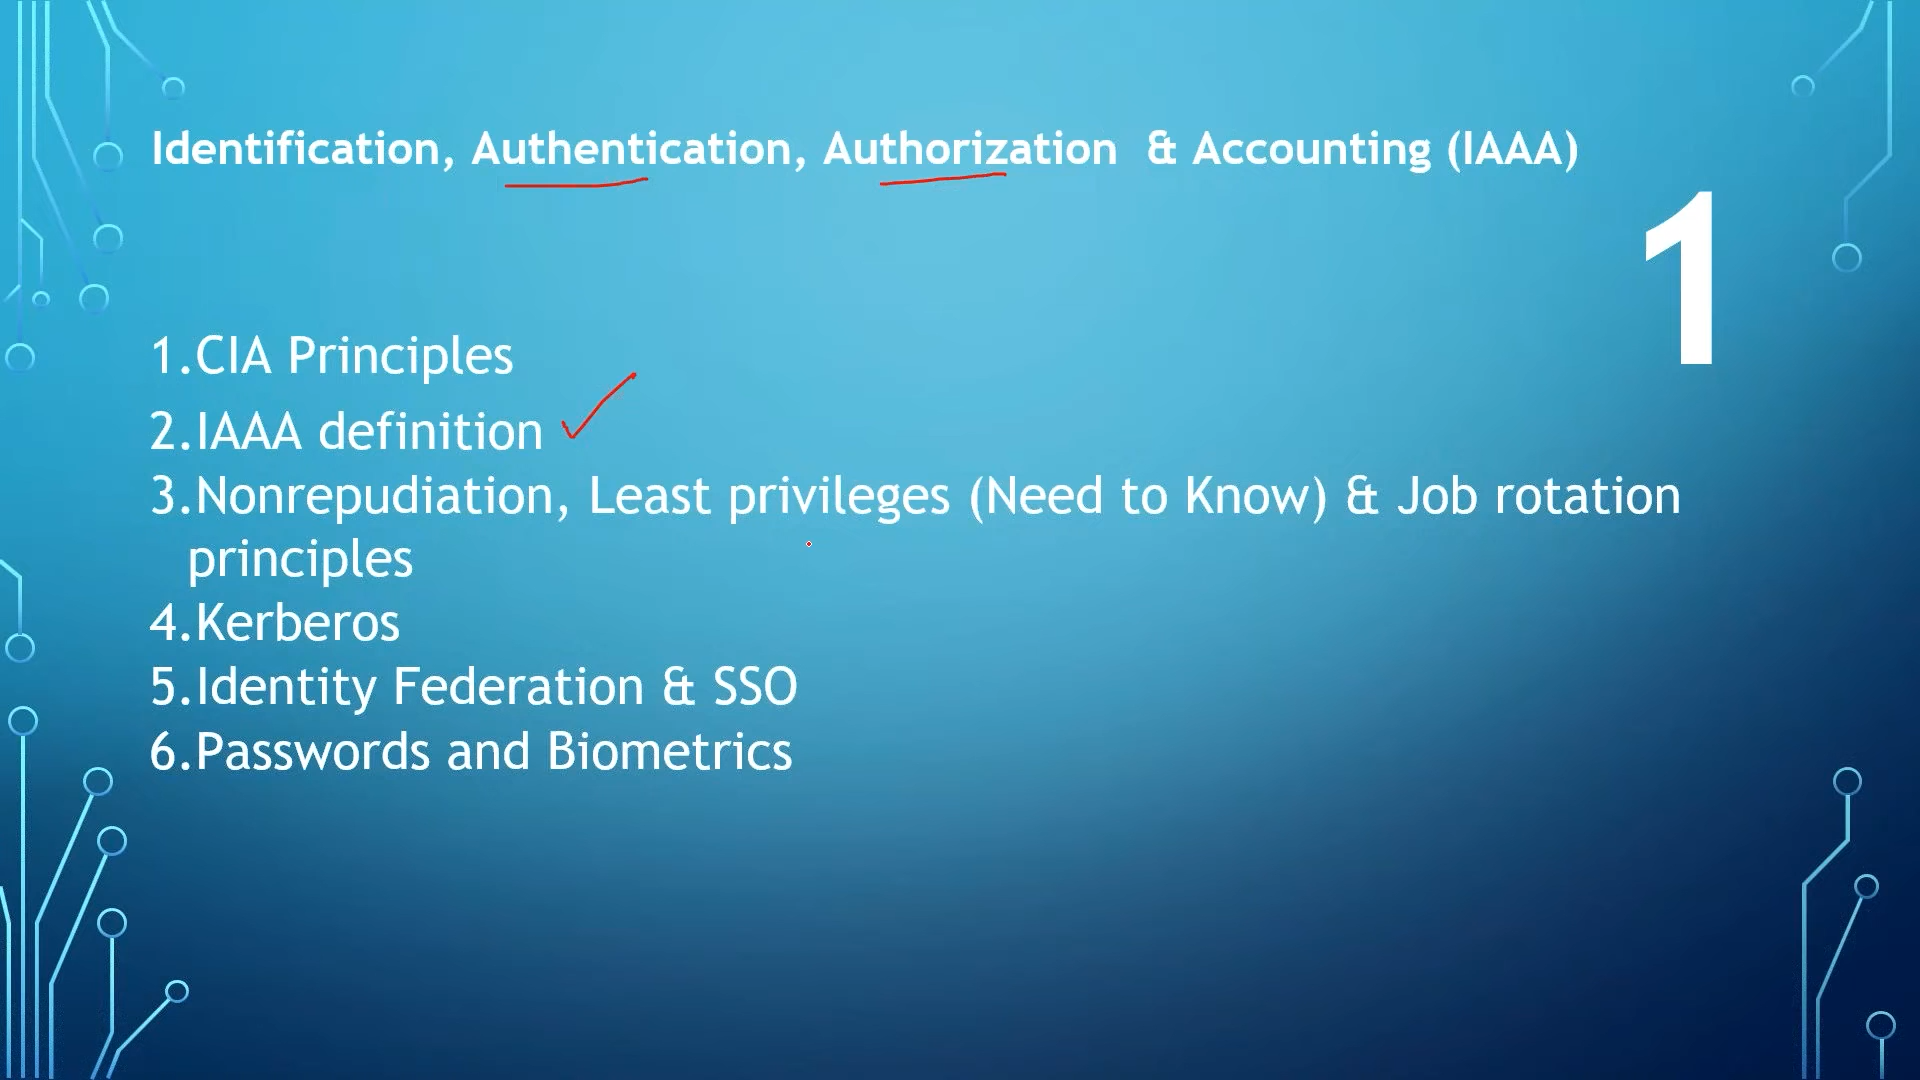 Identification, Authentication, Authorization & Accounting (IAAA)
1
1.CIA Principles
2.IAAA definition
3.Nonrepudiation, Least privileges (Need to Know) & Job rotation
principles
4.Kerberos
5.Identity Federation & SSO
6.Passwords and Biometrics